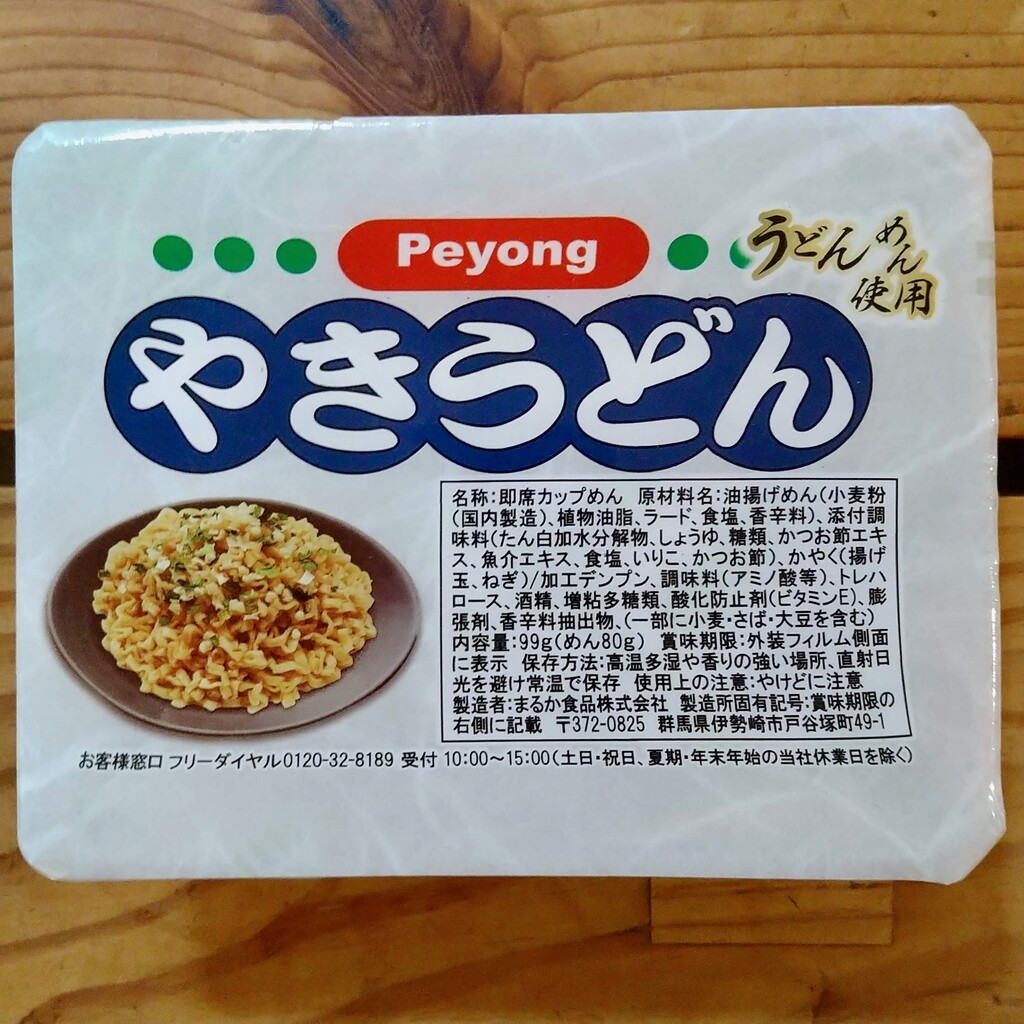 Peyong
うどんめん
使用
やきうどん
名称:即席カップめん 原材料名:油揚げめん(小麦粉
(国内製造)、植物油脂、ラード、食塩、香辛料)、添付調
味料(たん白加水分解物、しょうゆ、糖類、かつお節エキ
ス、魚介エキス、食塩、いりこ、かつお節)、かやく(揚げ
玉、ねぎ)/加工デンプン、調味料(アミノ酸等)、トレハ
ロース、酒精、増粘多糖類、酸化防止剤(ビタミンE)、膨
張剤、香辛料抽出物、(一部に小麦・さば・大豆を含む)
内容量:99g(めん80g) 賞味期限:外装フィルム側面
に表示 保存方法:高温多湿や香りの強い場所、直射日
光を避け常温で保存 使用上の注意:やけどに注意
製造者:まるか食品株式会社 製造所固有記号:賞味期限の
右側に記載 〒372-0825 群馬県伊勢崎市戸谷塚町49-1
お客様窓口 フリーダイヤル0120-32-8189 受付 10:00~15:00(土日・祝日、夏期・年末年始の当社休業日を除く)